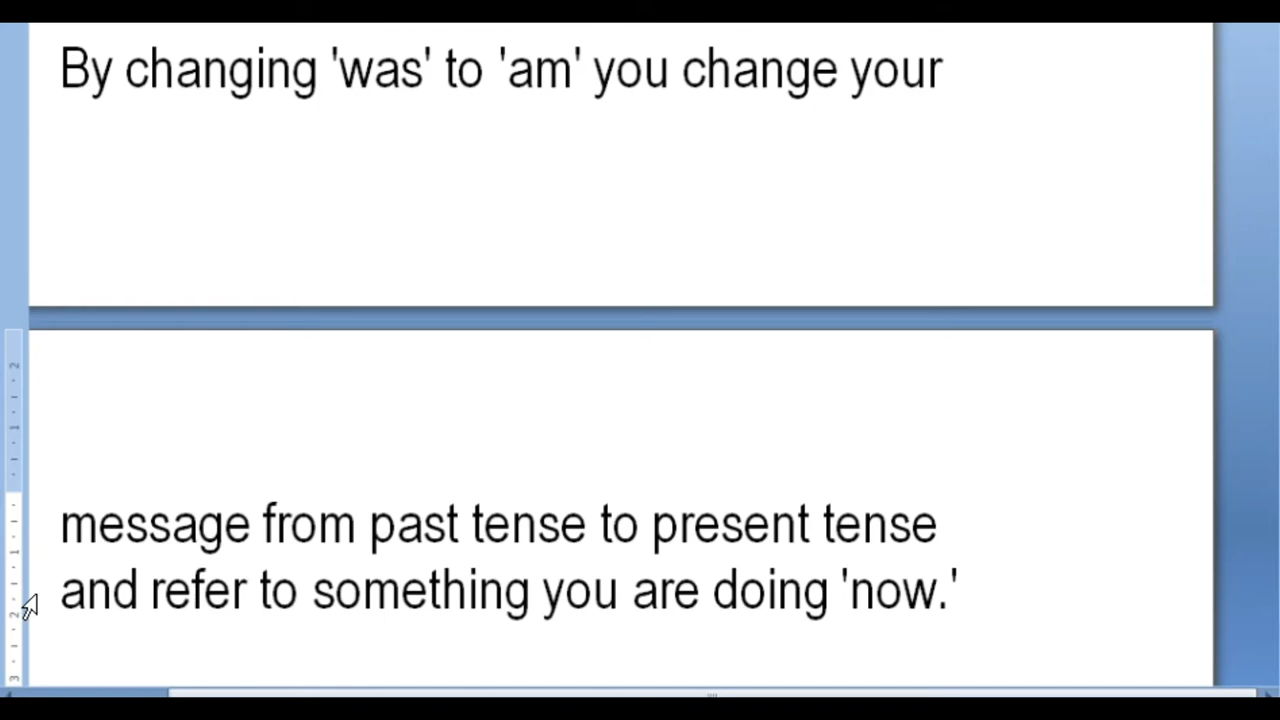 By changing 'was' to 'am' you change your
message from past tense to present tense
and refer to something you are doing 'now.'